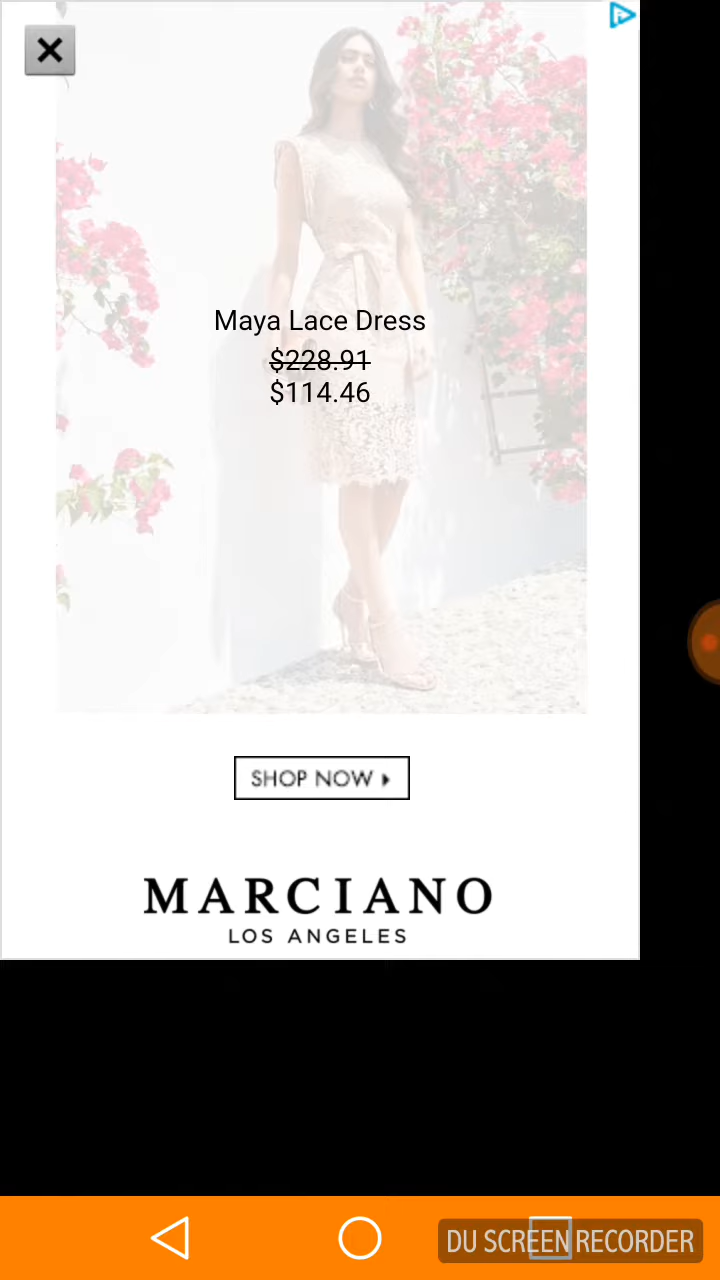 Maya Lace Dress
$228.91
$114.46
SHOP NOW
MARCIANO
LOS ANGELES
DU SCREEN RECORDER